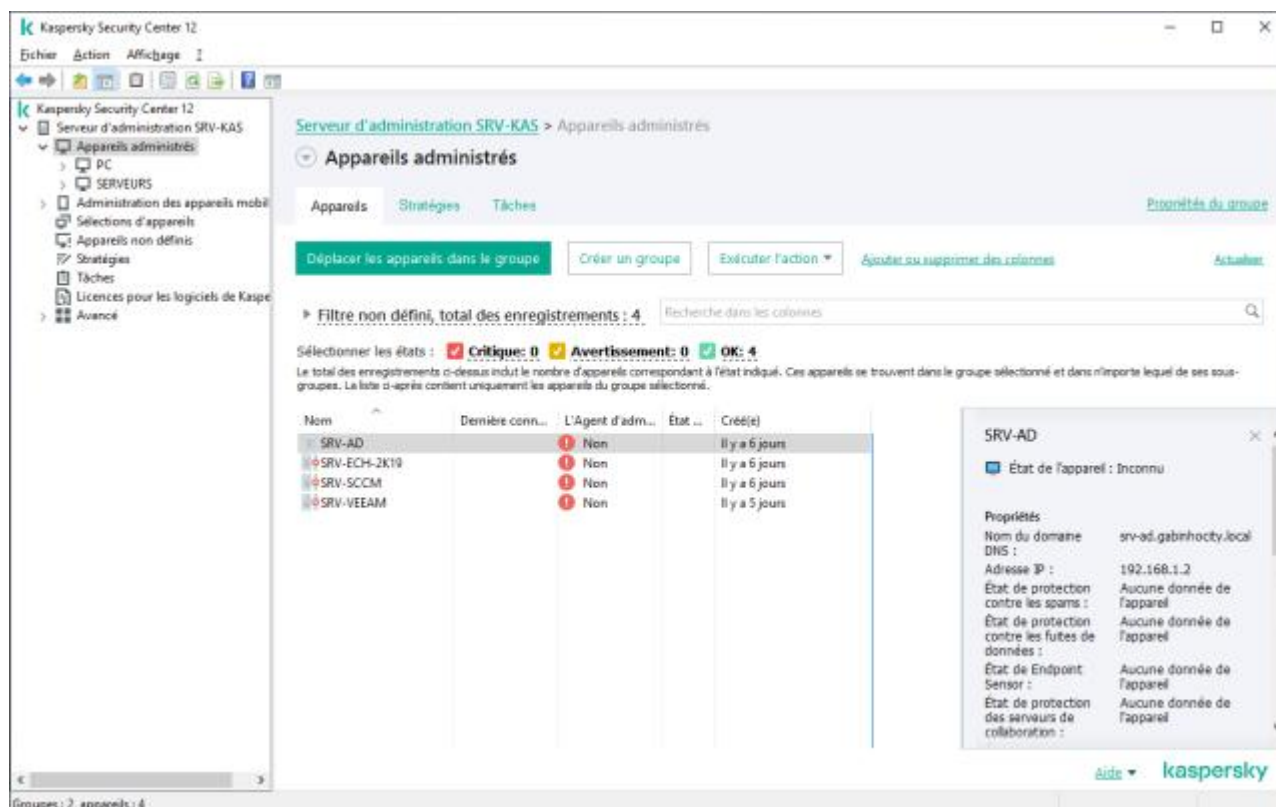 Kaspersky Security Center 12
Fichier Action Affichage ?
Kaspersky Security Center 12
Serveur d'administration SRV-KAS
Appareils administrés
PC
SERVEURS
Administration des appareils mobil
Sélections d'appareils
Appareils non définis
Stratégies
Tâches
Licences pour les logiciels de Kaspe
Avancé
Serveur d'administration SRV-KAS > Appareils administrés
Appareils administrés
Appareils Stratégies Tâches Propriétés du groupe
Déplacer les appareils dans le groupe Créer un groupe Exécuter l'action Ajouter ou supprimer des colonnes Actualiser
Filtre non défini, total des enregistrements : 4 Recherche dans les colonnes
Sélectionner les états : Critique: 0 Avertissement: 0 OK: 4
Le total des enregistrements ci-dessus inclut le nombre d'appareils correspondant à l'état indiqué. Ces appareils se trouvent dans le groupe sélectionné et dans n'importe lequel de ses sous-
groupes. La liste ci-après contient uniquement les appareils du groupe sélectionné.
Nom Dernière conn... L'Agent d'adm... État ... Créé(e)
SRV-AD Non Il y a 6 jours
SRV-ECH-2K19 Non Il y a 6 jours
SRV-SCCM Non Il y a 6 jours
SRV-VEEAM Non Il y a 5 jours
SRV-AD
État de l'appareil : Inconnu
Propriétés
Nom du domaine srv-ad.gabinhocity.local
DNS :
Adresse IP : 192.168.1.2
État de protection Aucune donnée de
contre les spams : l'appareil
État de protection Aucune donnée de
contre les fuites de l'appareil
données :
État de Endpoint Aucune donnée de
Sensor : l'appareil
État de protection Aucune donnée de
des serveurs de l'appareil
collaboration :
Aide kaspersky
Groupes : 2, appareils : 4